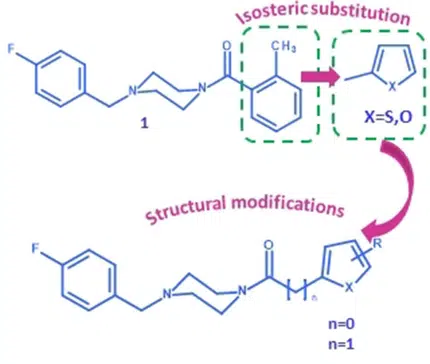 Isosteric substitution
F
O
CH₃
N
N
X
1
X=S,O
Structural modifications
F
O
R
N
N
n
X
n=0
n=1